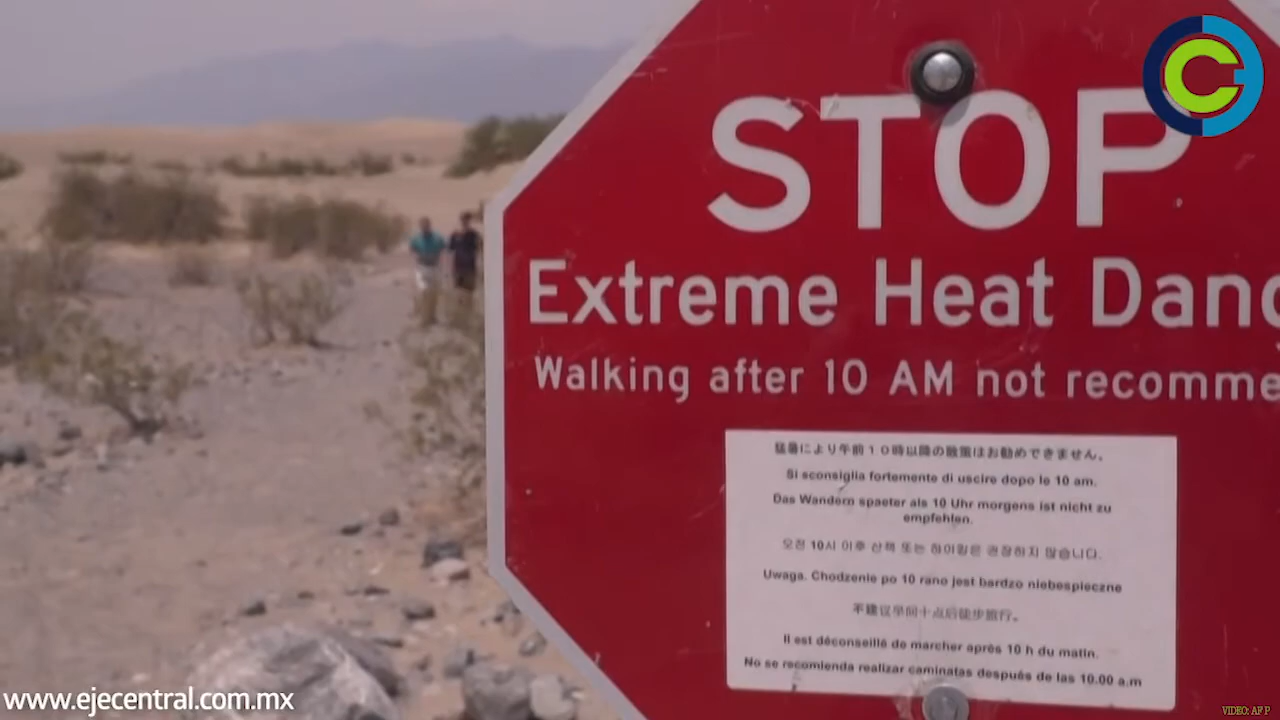 STOP
Extreme Heat Dang
Walking after 10 AM not recomme
猛暑により午前10時以降の散策はお勧めできません。
Si sconsiglia fortemente di uscire dopo le 10 am.
Das Wandern spaeter als 10 Uhr morgens ist nicht zu
empfehlen.
오전 10시 이후 산책 또는 하이킹은 권장하지 않습니다.
Uwaga. Chodzenie po 10 rano jest bardzo niebespieczne
不建议早间十点后徒步旅行。
Il est déconseillé de marcher après 10 h du matin.
No se recomienda realizar caminatas después de las 10.00 a.m
www.ejecentral.com.mx
VIDEO: AFP